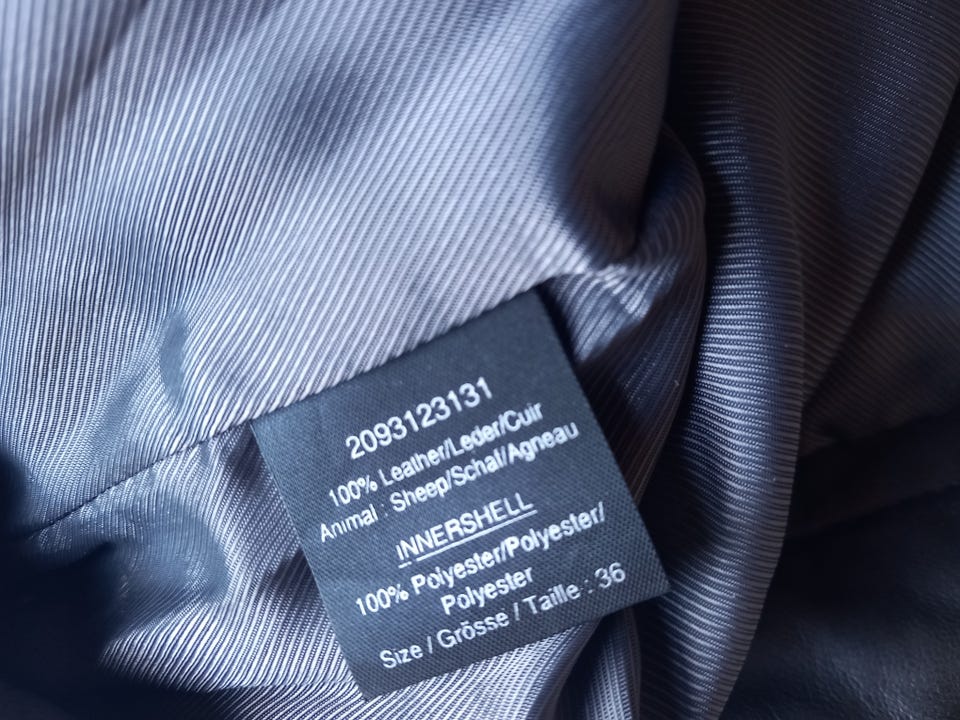 2093123131
100% Leather/Leder/Cuir
Animal : Sheep/Schaf/Agneau
INNERSHELL
100% Polyester/Polyester/
Polyester
Size / Grösse / Taille : 36